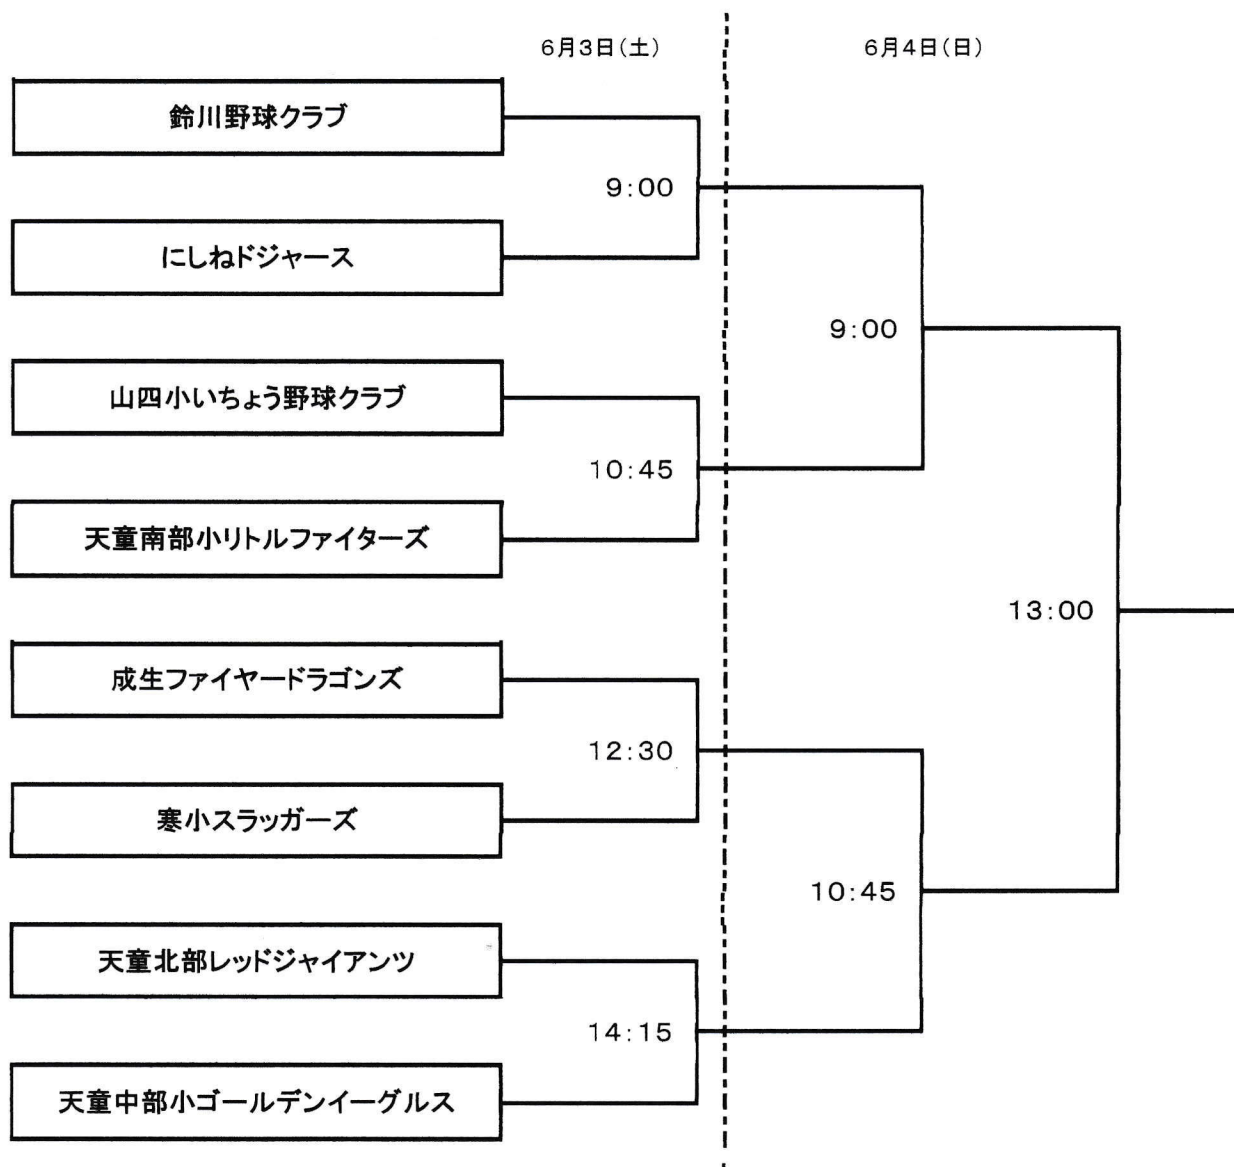 6月3日(土)
6月4日(日)
鈴川野球クラブ
9:00
にしねドジャース
9:00
山四小いちょう野球クラブ
10:45
天童南部小リトルファイターズ
13:00
成生ファイヤードラゴンズ
12:30
寒小スラッガーズ
10:45
天童北部レッドジャイアンツ
14:15
天童中部小ゴールデンイーグルス